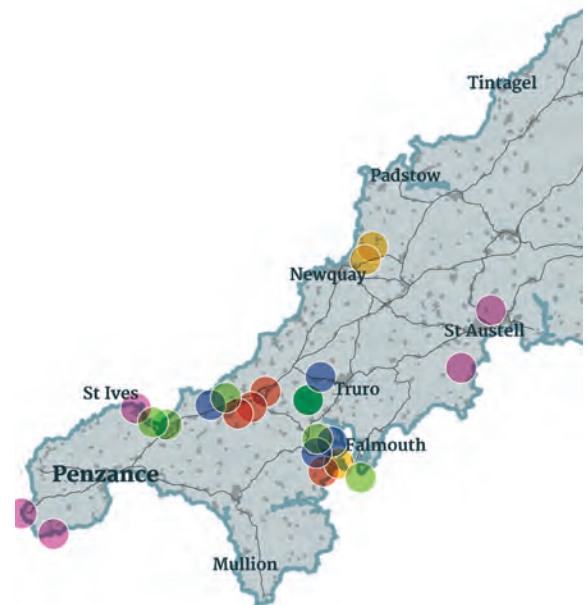 Tintagel
Padstow
Newquay
St Austell
St Ives
Truro
Falmouth
Penzance
Mullion